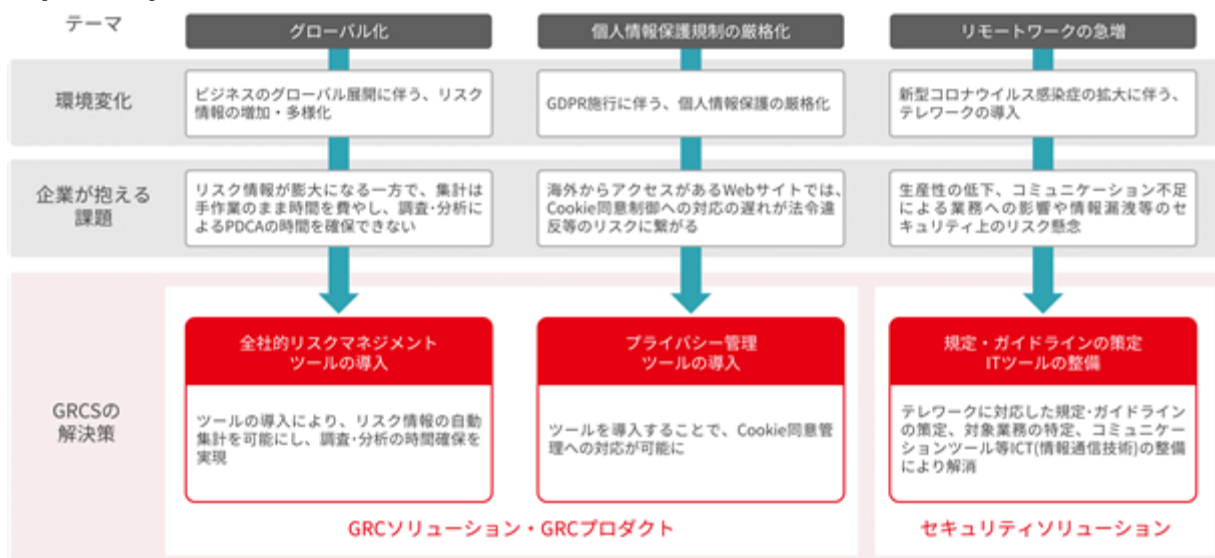 テーマ
グローバル化
個人情報保護規制の厳格化
リモートワークの急増
環境変化
ビジネスのグローバル展開に伴う、リスク
情報の増加・多様化
GDPR施行に伴う、個人情報保護の厳格化
新型コロナウイルス感染症の拡大に伴う、
テレワークの導入
企業が抱える
課題
リスク情報が膨大になる一方で、集計は
手作業のまま時間を費やし、調査･分析に
よるPDCAの時間を確保できない
海外からアクセスがあるWebサイトでは、
Cookie同意制御への対応の遅れが法令違
反等のリスクに繋がる
生産性の低下、コミュニケーション不足
による業務への影響や情報漏洩等のセ
キュリティ上のリスク懸念
GRCSの
解決策
全社的リスクマネジメント
ツールの導入
ツールの導入により、リスク情報の自動
集計を可能にし、調査･分析の時間確保を
実現
プライバシー管理
ツールの導入
ツールを導入することで、Cookie同意管
理への対応が可能に
規定・ガイドラインの策定
ITツールの整備
テレワークに対応した規定･ガイドライン
の策定、対象業務の特定、コミュニケー
ションツール等ICT(情報通信技術)の整備
により解消
GRCソリューション・GRCプロダクト
セキュリティソリューション